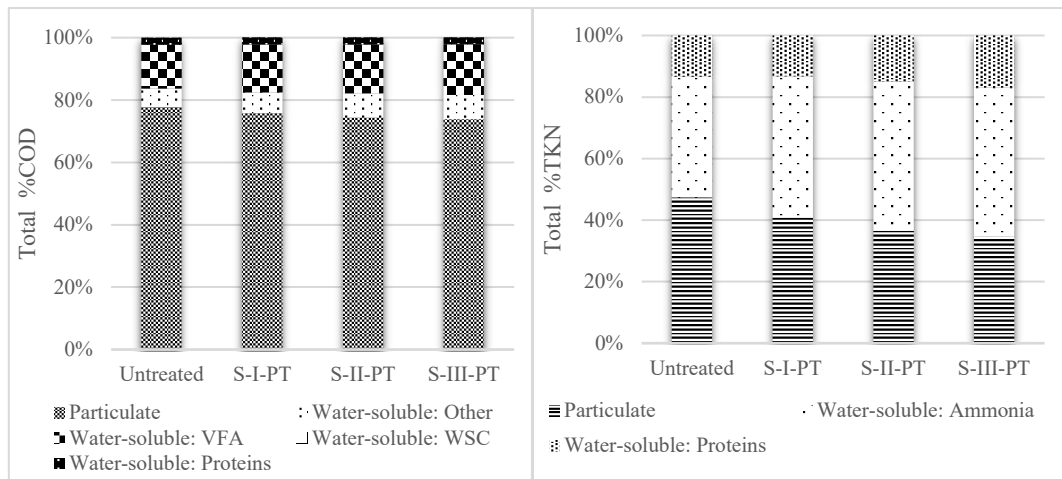 Total %COD
100%
80%
60%
40%
20%
0%
Untreated S-I-PT S-II-PT S-III-PT
Particulate Water-soluble: Other
Water-soluble: VFA Water-soluble: WSC
Water-soluble: Proteins
Total %TKN
100%
80%
60%
40%
20%
0%
Untreated S-I-PT S-II-PT S-III-PT
Particulate Water-soluble: Ammonia
Water-soluble: Proteins